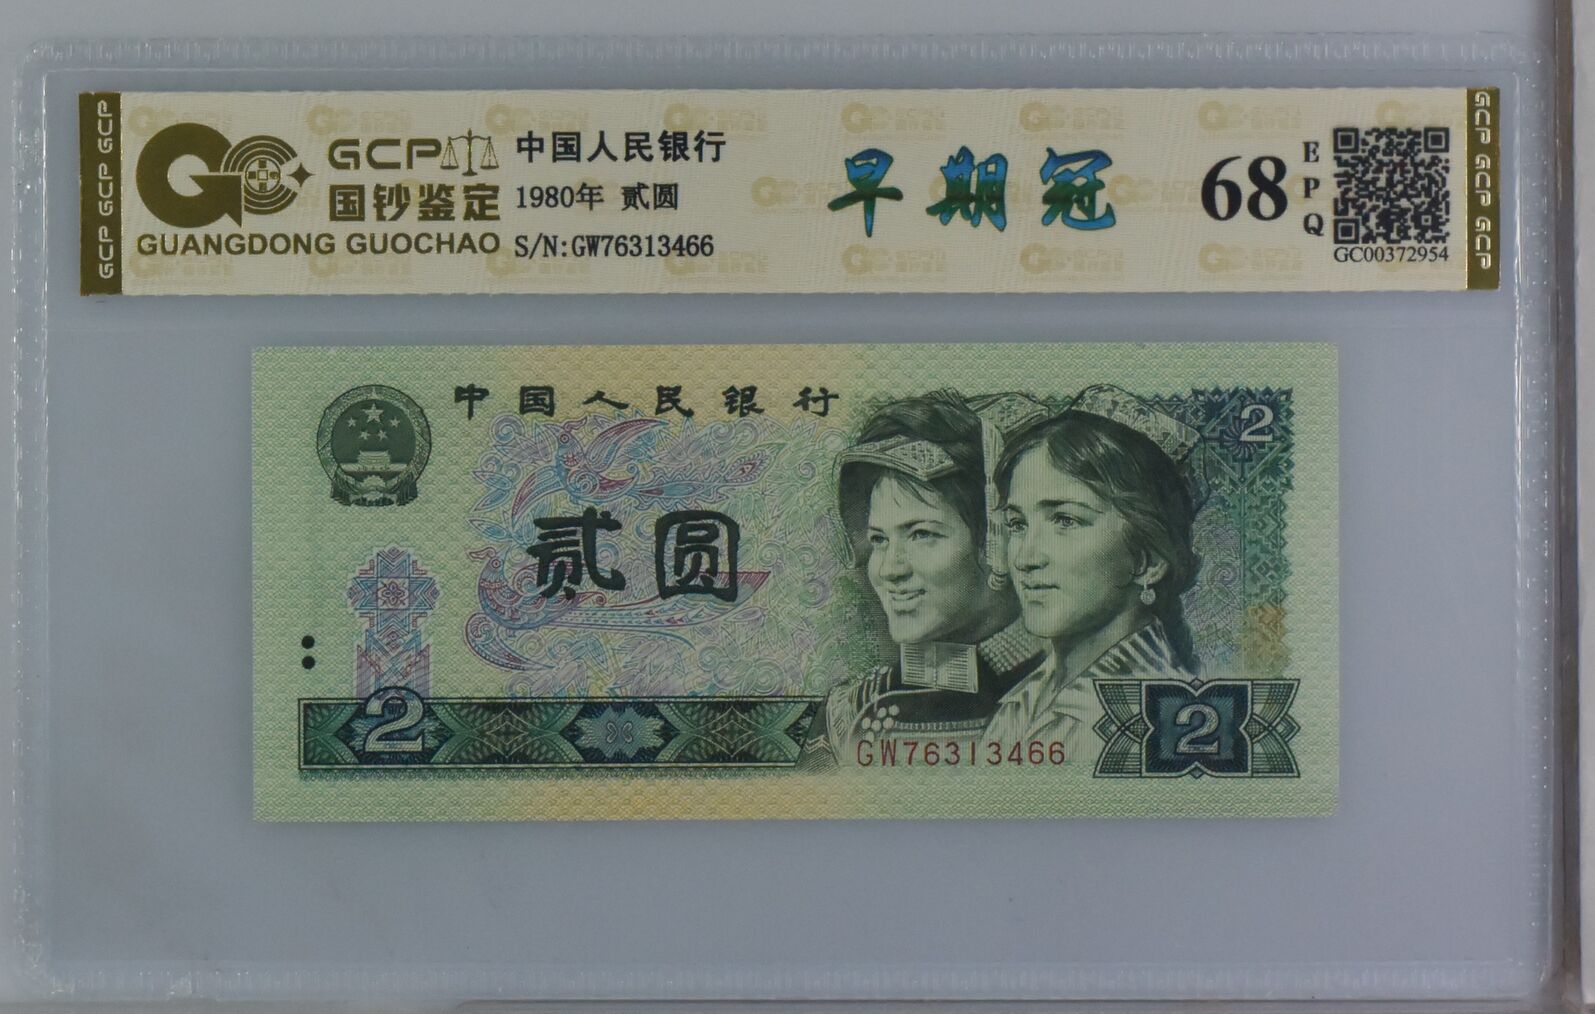 GCP
国钞鉴定
GUANGDONG GUOCHAO
中国人民银行
1980年 贰圆
S/N:GW76313466
早期冠
68
EPQ
GC00372954
GCP GCP GCP
GCP GCP GCP
中国人民银行
2
贰圆
2
GW76313466
2